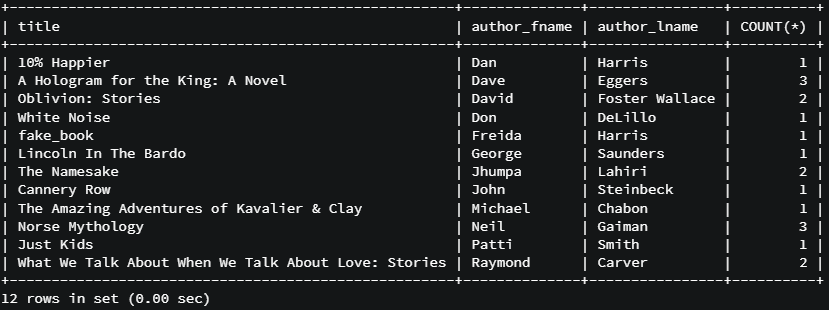 +-----------------------------------------------------+--------------+----------------+----------+
| title                                               | author_fname | author_lname   | COUNT(*) |
+-----------------------------------------------------+--------------+----------------+----------+
| 10% Happier                                         | Dan          | Harris         |        1 |
| A Hologram for the King: A Novel                    | Dave         | Eggers         |        3 |
| Oblivion: Stories                                   | David        | Foster Wallace |        2 |
| White Noise                                         | Don          | DeLillo        |        1 |
| fake_book                                           | Freida       | Harris         |        1 |
| Lincoln In The Bardo                                | George       | Saunders       |        1 |
| The Namesake                                        | Jhumpa       | Lahiri         |        2 |
| Cannery Row                                         | John         | Steinbeck      |        1 |
| The Amazing Adventures of Kavalier & Clay           | Michael      | Chabon         |        1 |
| Norse Mythology                                     | Neil         | Gaiman         |        3 |
| Just Kids                                           | Patti        | Smith          |        1 |
| What We Talk About When We Talk About Love: Stories | Raymond      | Carver         |        2 |
+-----------------------------------------------------+--------------+----------------+----------+
12 rows in set (0.00 sec)